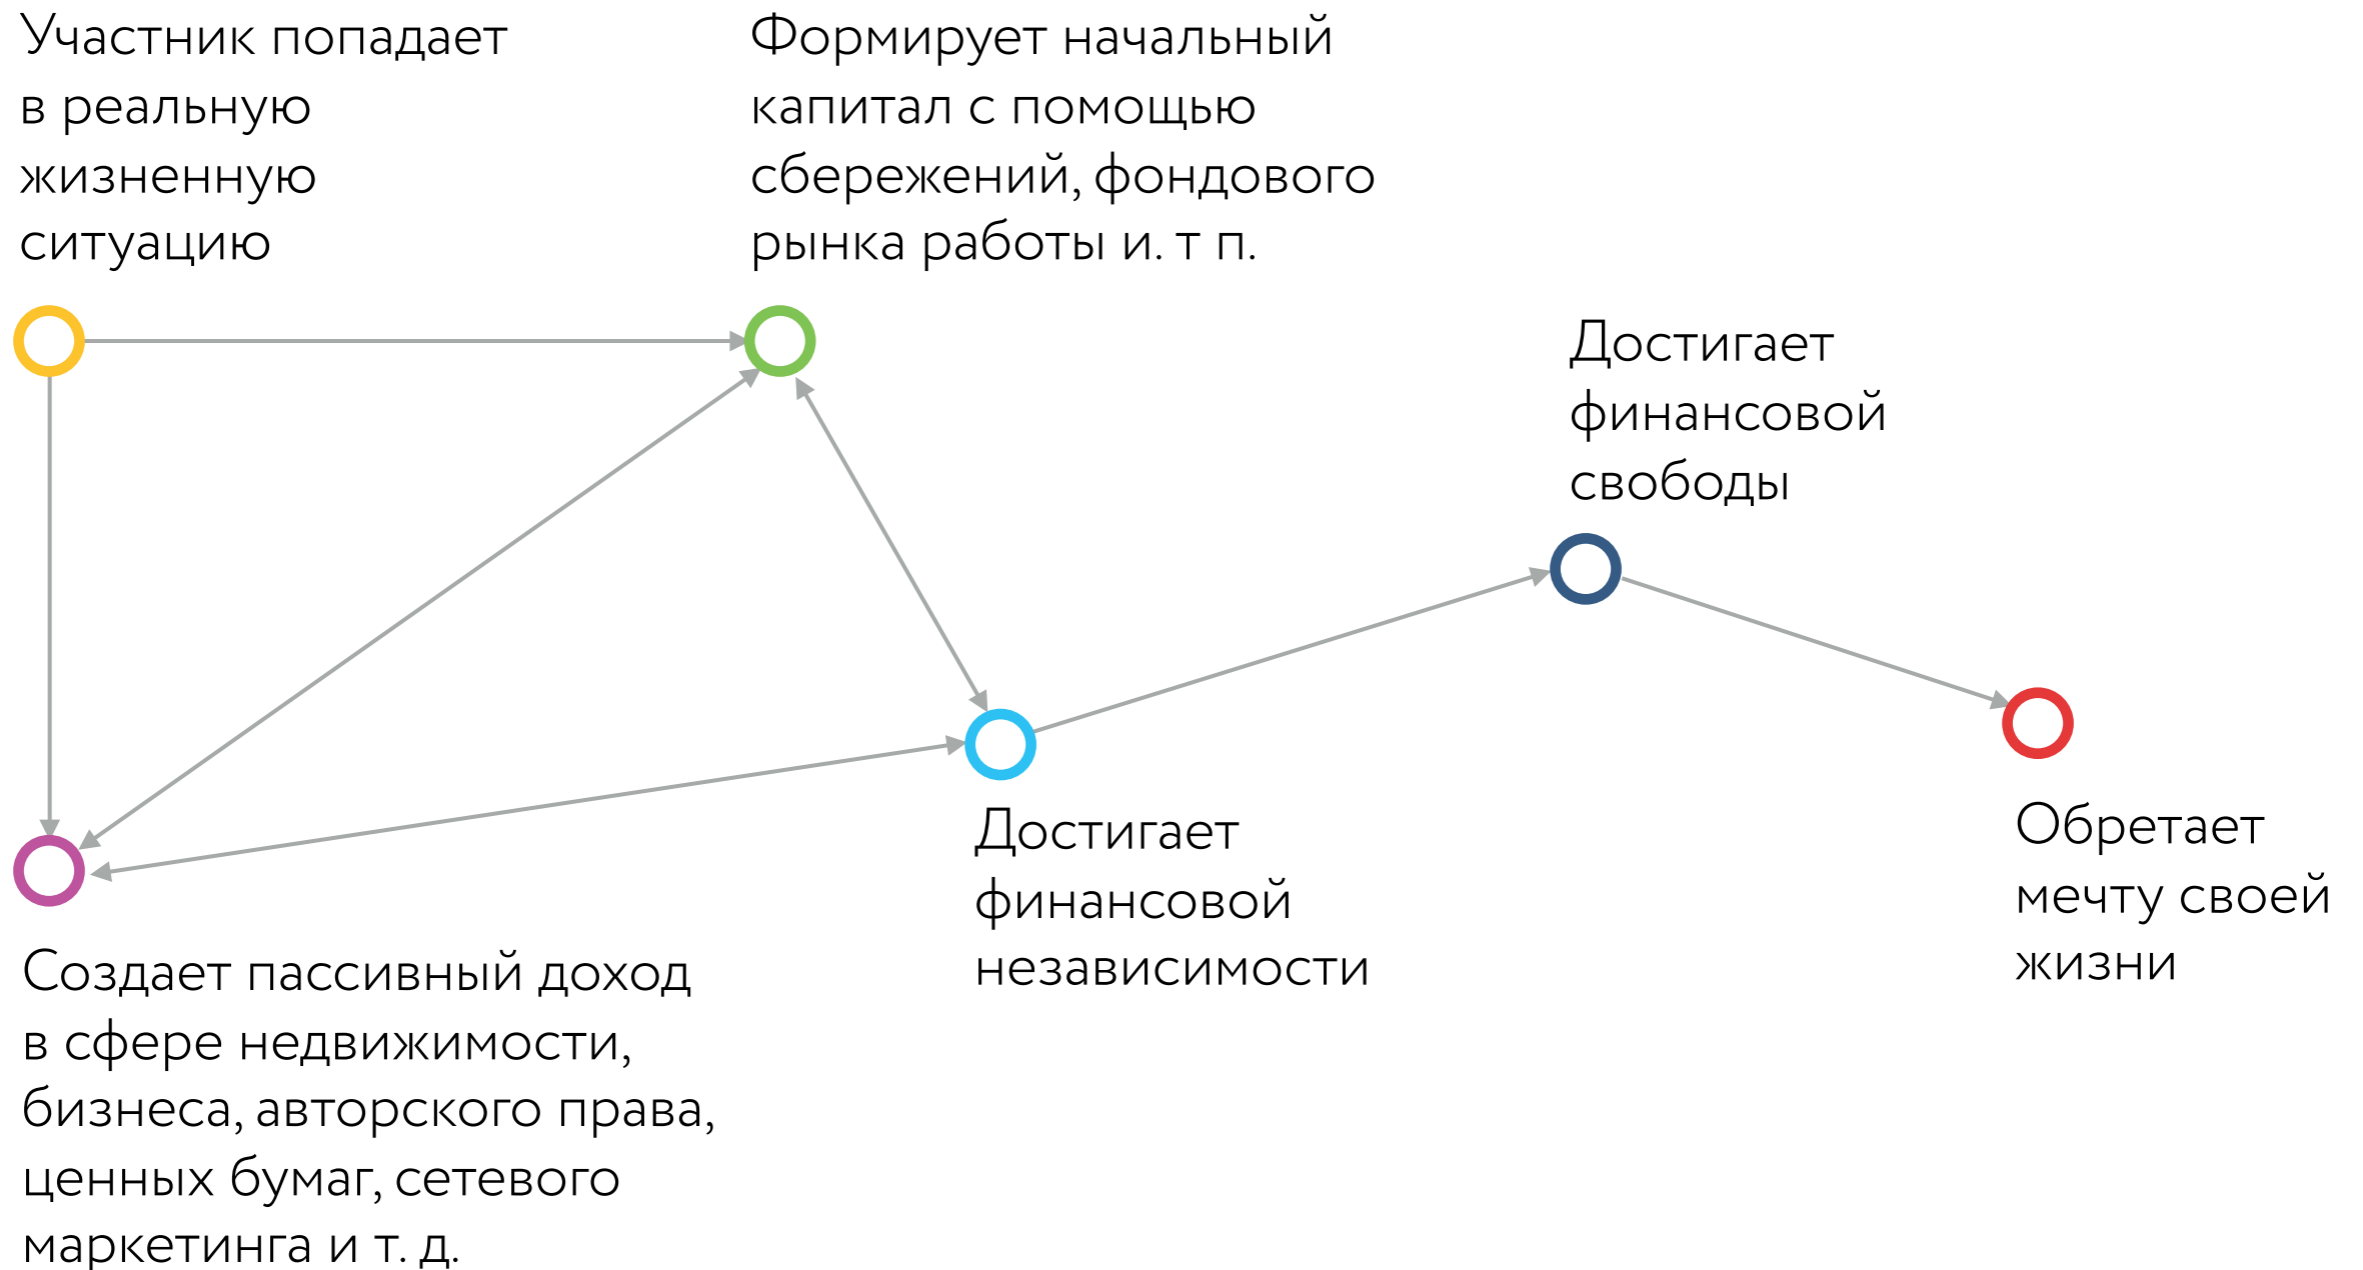 Участник попадает
в реальную
жизненную
ситуацию
Формирует начальный
капитал с помощью
сбережений, фондового
рынка работы и. т п.
Достигает
финансовой
свободы
Достигает
финансовой
независимости
Обретает
мечту своей
жизни
Создает пассивный доход
в сфере недвижимости,
бизнеса, авторского права,
ценных бумаг, сетевого
маркетинга и т. д.